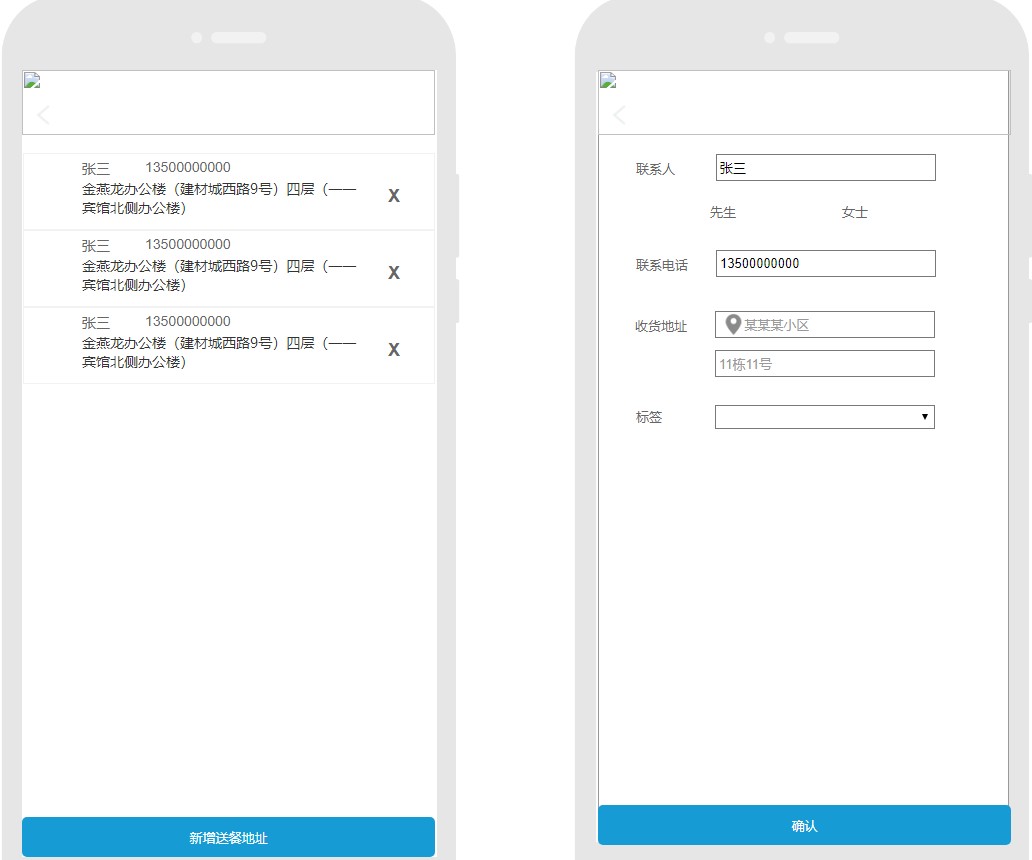 张三 13500000000
金燕龙办公楼（建材城西路9号）四层（——
宾馆北侧办公楼）
X
张三 13500000000
金燕龙办公楼（建材城西路9号）四层（——
宾馆北侧办公楼）
X
张三 13500000000
金燕龙办公楼（建材城西路9号）四层（——
宾馆北侧办公楼）
X
新增送餐地址
联系人 张三
先生 女士
联系电话 13500000000
收货地址 某某某小区
11栋11号
标签
确认